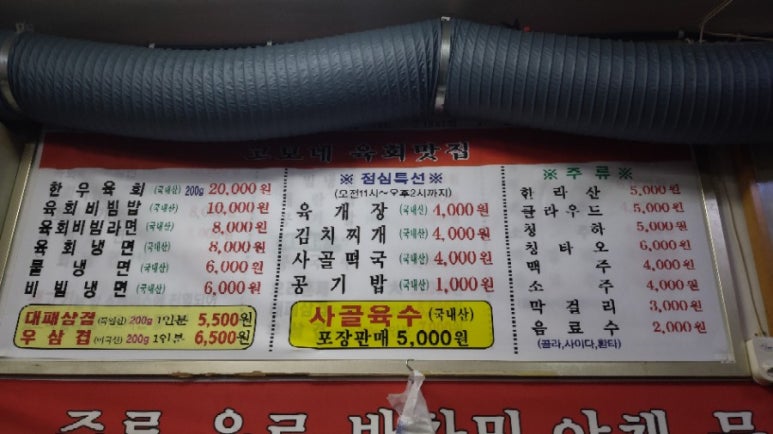 고모네 육회맛집
한우육회 (국내산) 200g 20,000원
육회비빔밥 (국내산) 10,000원
육회비빔라면 (국내산) 8,000원
육회냉면 (국내산) 8,000원
물냉면 (국내산) 6,000원
비빔냉면 (국내산) 6,000원
대패삼겹 200g 1인분 5,500원
우삼겹 (미국산) 200g 1인분 6,500원
※ 점심특선 ※
(오전11시~오후2시까지)
육개장 (국내산) 4,000원
김치찌개 (국내산) 4,000원
사골떡국 (국내산) 4,000원
공기밥 (국내산) 1,000원
사골육수 (국내산)
포장판매 5,000원
※ 주류 ※
한라산 5,000원
클라우드 5,000원
청하 5,000원
칭타오 6,000원
맥주 4,000원
소주 4,000원
막걸리 3,000원
음료수 2,000원
(콜라,사이다,환타)